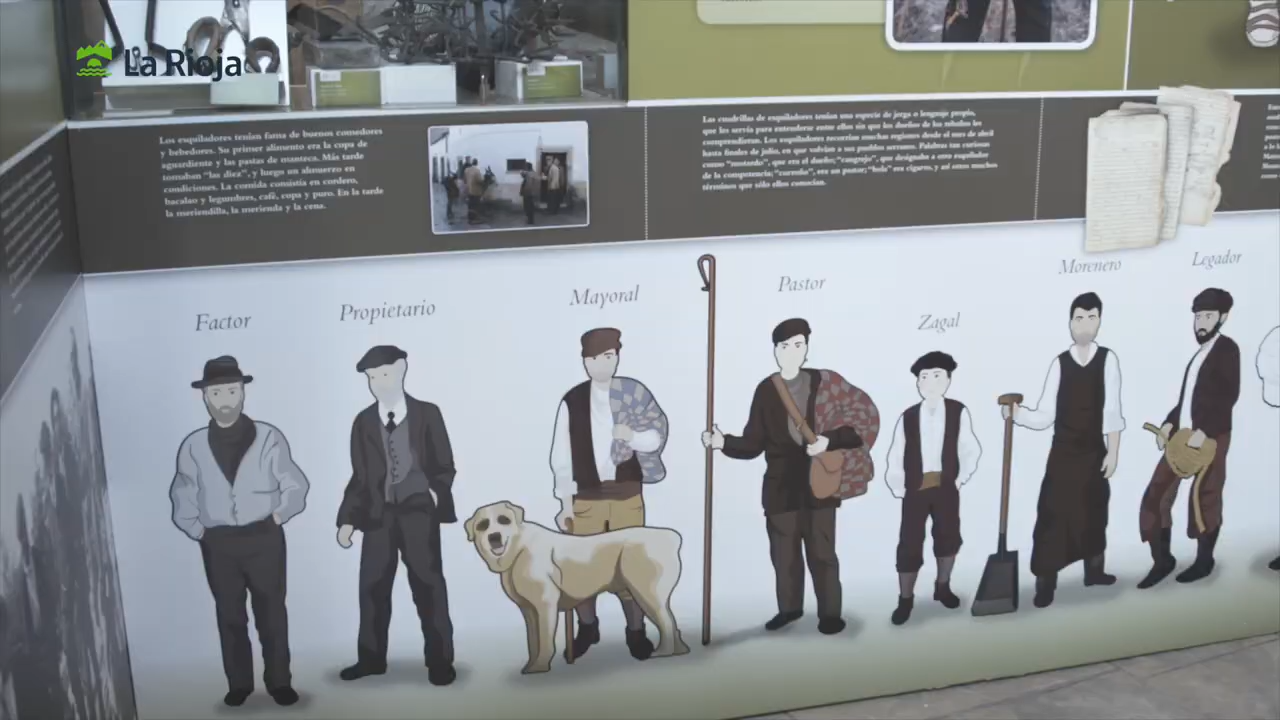 La Rioja
Los esquiladores tenían fama de buenos comedores
y bebedores. Su primer alimento era la copa de
aguardiente y las pastas de manteca. Más tarde
tomaban "las diez", y luego un almuerzo en
condiciones. La comida consistía en cordero,
bacalao y legumbres, café, copa y puro. En la tarde
la meriendilla, la merienda y la cena.
Las cuadrillas de esquiladores tenían una especie de jerga o lenguaje propio,
que les servía para entenderse entre ellos sin que los dueños de los rebaños les
comprendieran. Los esquiladores recorrían muchas regiones desde el mes de abril
hasta finales de julio, en que volvían a sus pueblos serranos. Palabras tan curiosas
como "mostardo", que era el dueño; "cangrejo", que designaba a otro esquilador
de la competencia; "curroño", era un pastor; "bola" era cigarro, y así otros muchos
términos que sólo ellos conocían.
Factor
Propietario
Mayoral
Pastor
Zagal
Morenero
Legador